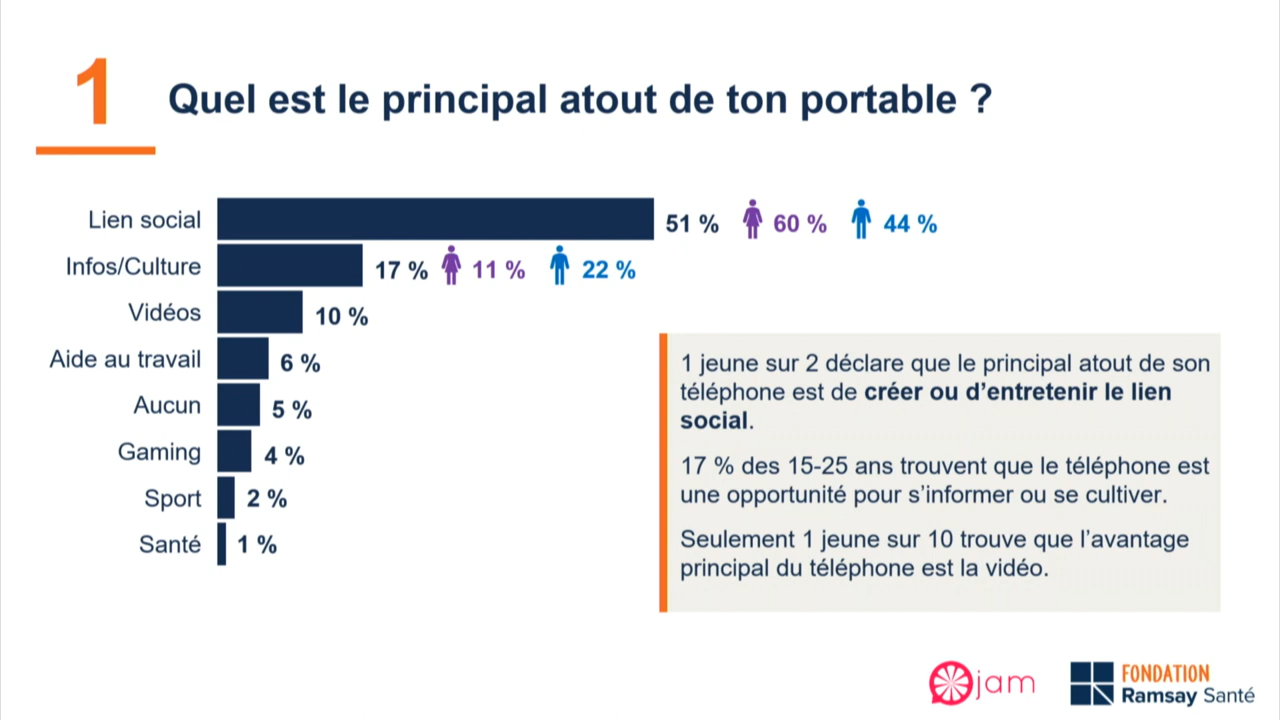 1
Quel est le principal atout de ton portable ?
Lien social 51 % 60 % 44 %
Infos/Culture 17 % 11 % 22 %
Vidéos 10 %
Aide au travail 6 %
Aucun 5 %
Gaming 4 %
Sport 2 %
Santé 1 %
1 jeune sur 2 déclare que le principal atout de son
téléphone est de créer ou d’entretenir le lien
social.
17 % des 15-25 ans trouvent que le téléphone est
une opportunité pour s’informer ou se cultiver.
Seulement 1 jeune sur 10 trouve que l’avantage
principal du téléphone est la vidéo.
jam
FONDATION
Ramsay Santé